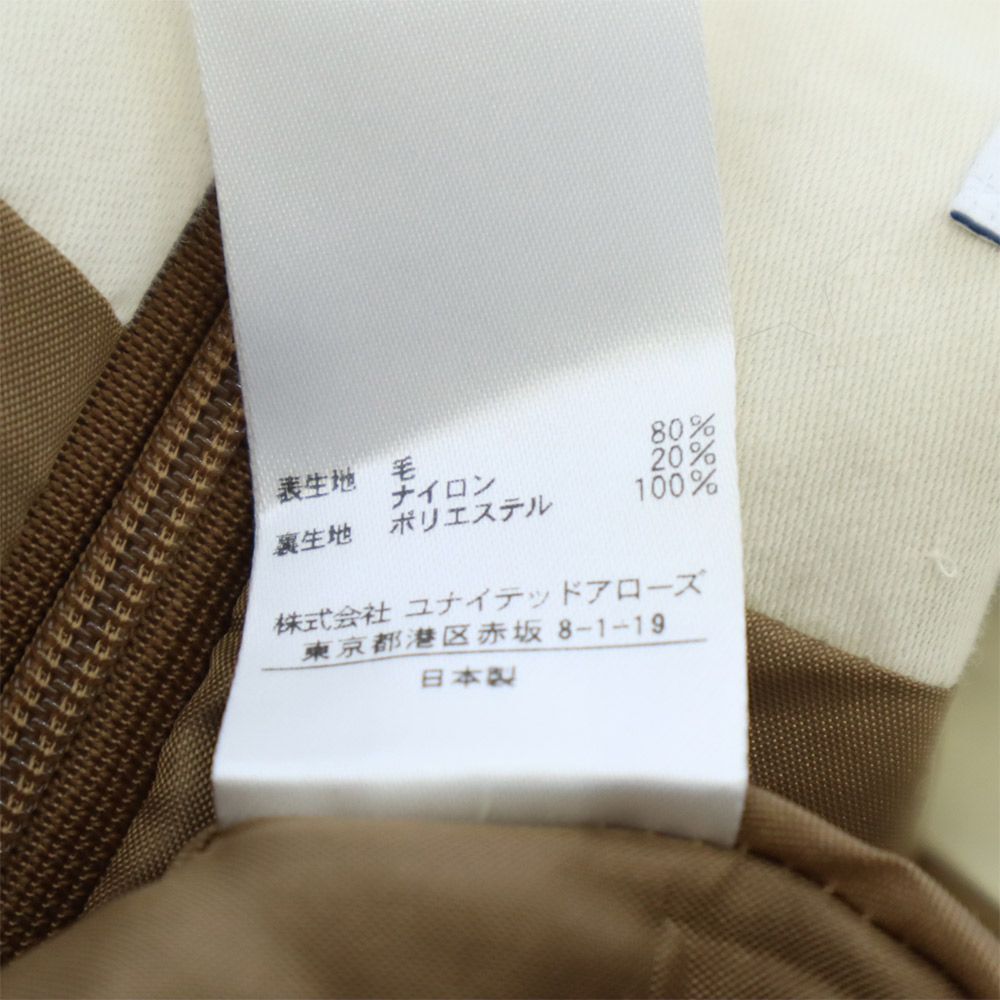 表生地 毛 80%
ナイロン 20%
裏生地 ポリエステル 100%
株式会社 ユナイテッドアローズ
東京都港区赤坂 8-1-19
日本製